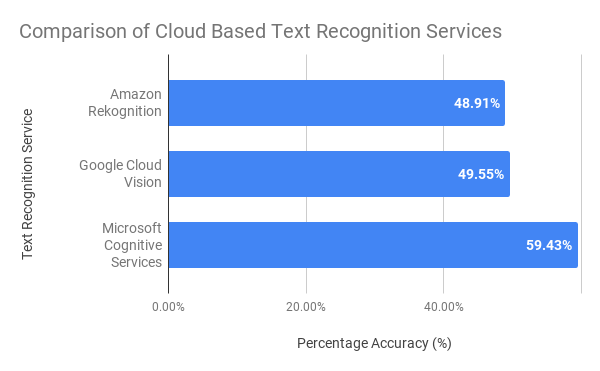 Comparison of Cloud Based Text Recognition Services
Text Recognition Service
Amazon
Rekognition
48.91%
Google Cloud
Vision
49.55%
Microsoft
Cognitive
Services
59.43%
0.00%
20.00%
40.00%
Percentage Accuracy (%)